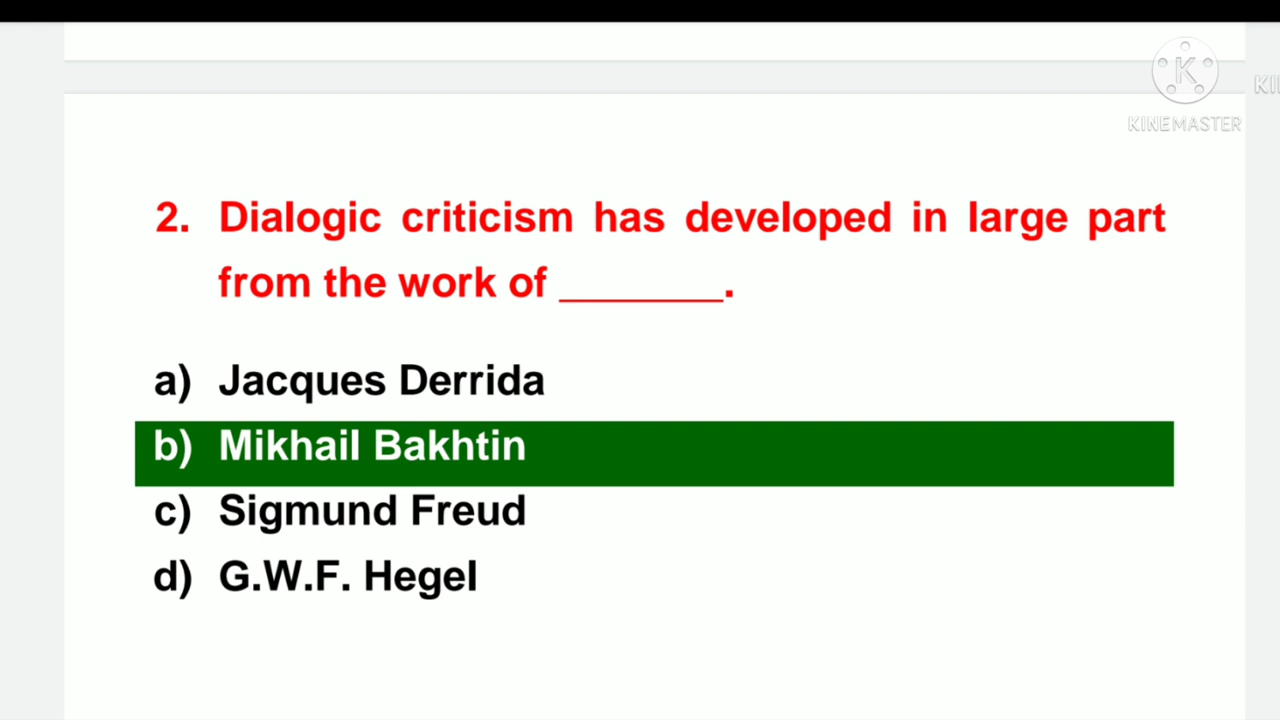 KINEMASTER
2. Dialogic criticism has developed in large part
from the work of _______.
a) Jacques Derrida
b) Mikhail Bakhtin
c) Sigmund Freud
d) G.W.F. Hegel